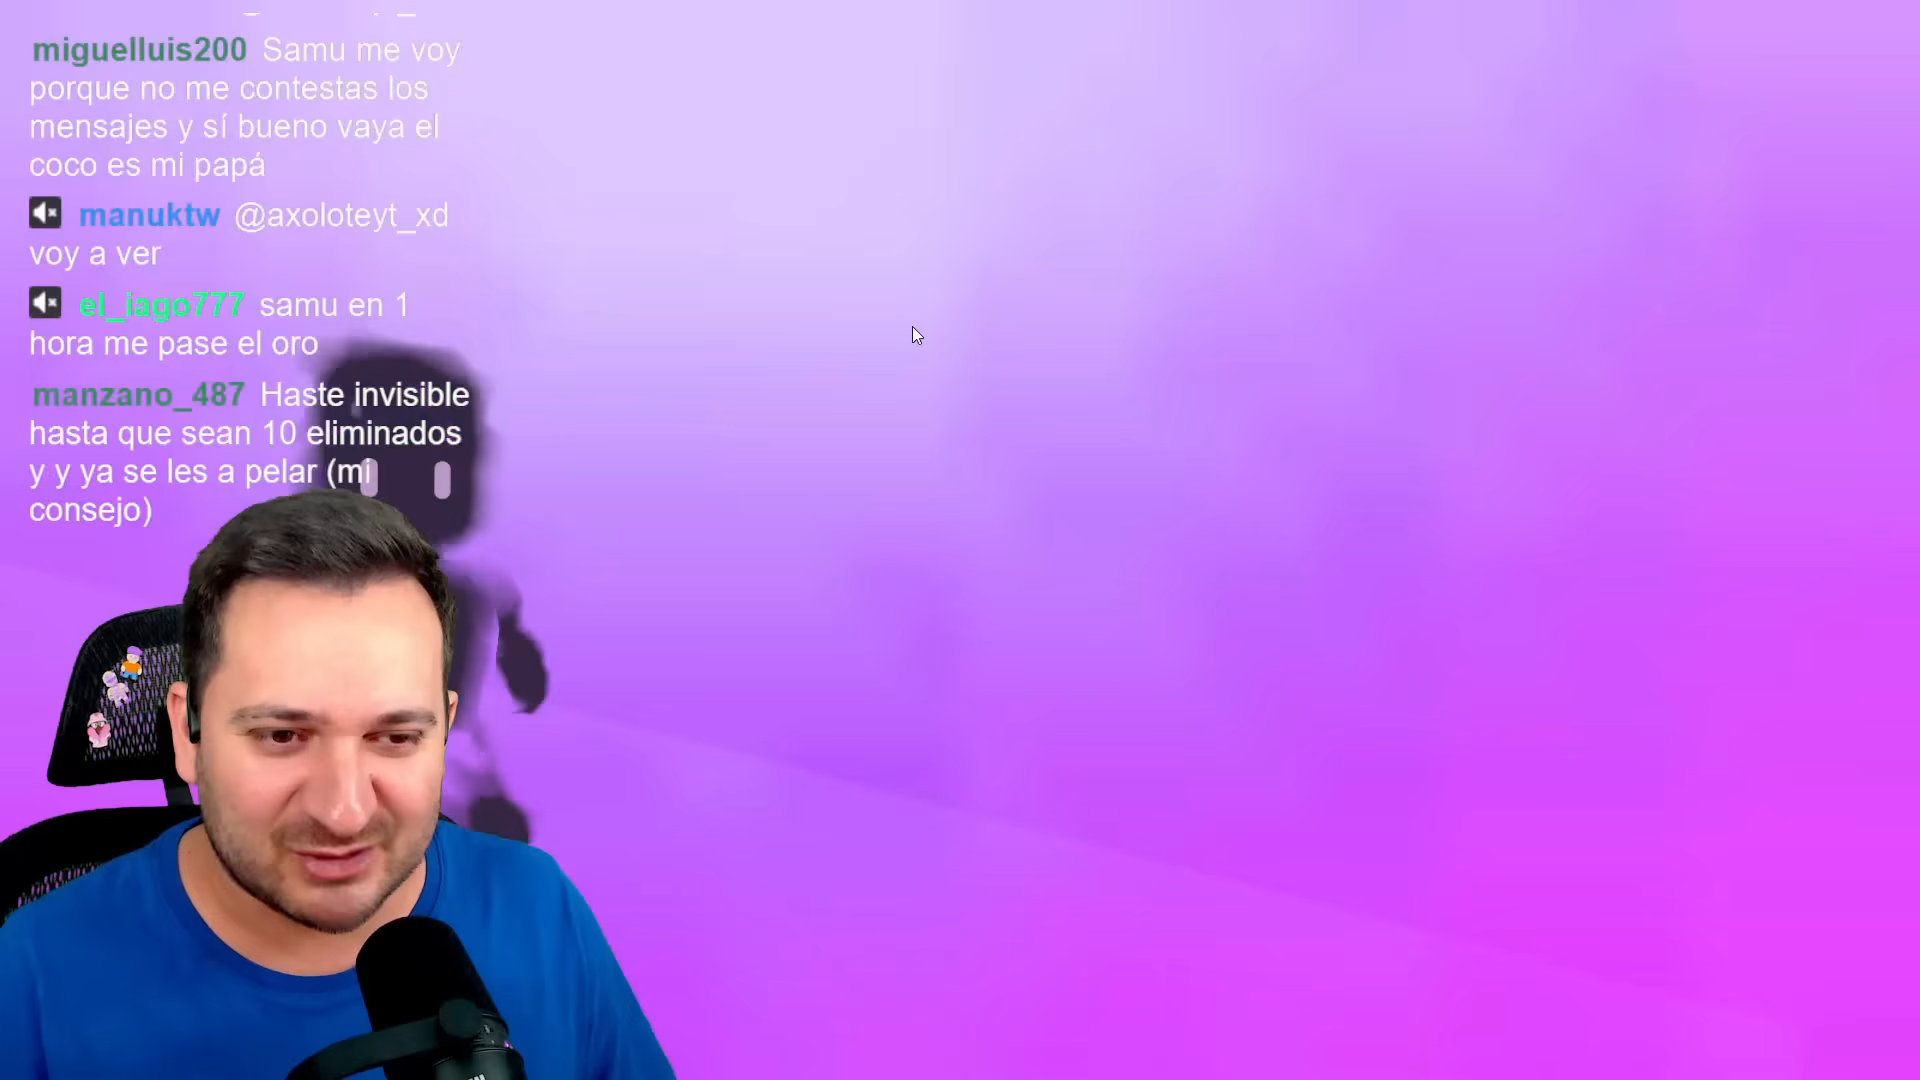 miguelluis200 Samu me voy
porque no me contestas los
mensajes y sí bueno vaya el
coco es mi papá
manuktw @axoloteyt_xd
voy a ver
el_iago777 samu en 1
hora me pase el oro
manzano_487 Haste invisible
hasta que sean 10 eliminados
y y ya se les a pelar (mi
consejo)